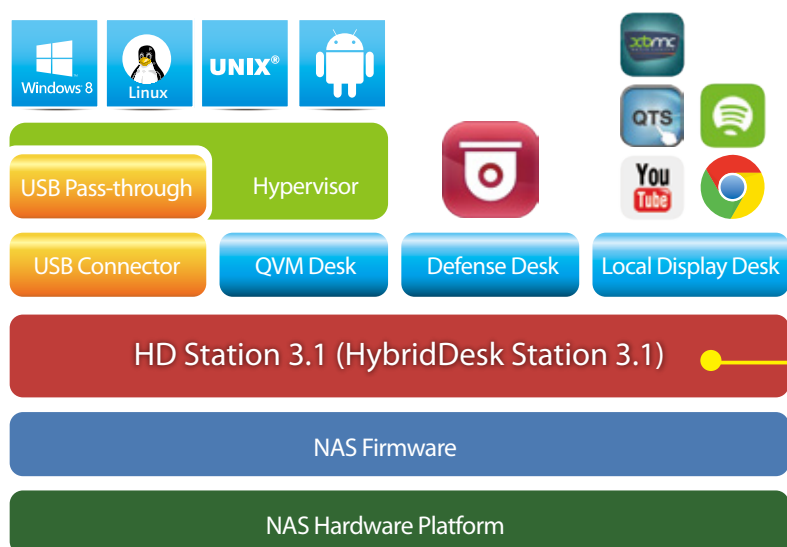 Windows 8
Linux
UNIX®
xbmc
QTS
You
Tube
USB Pass-through
Hypervisor
USB Connector
QVM Desk
Defense Desk
Local Display Desk
HD Station 3.1 (HybridDesk Station 3.1)
NAS Firmware
NAS Hardware Platform